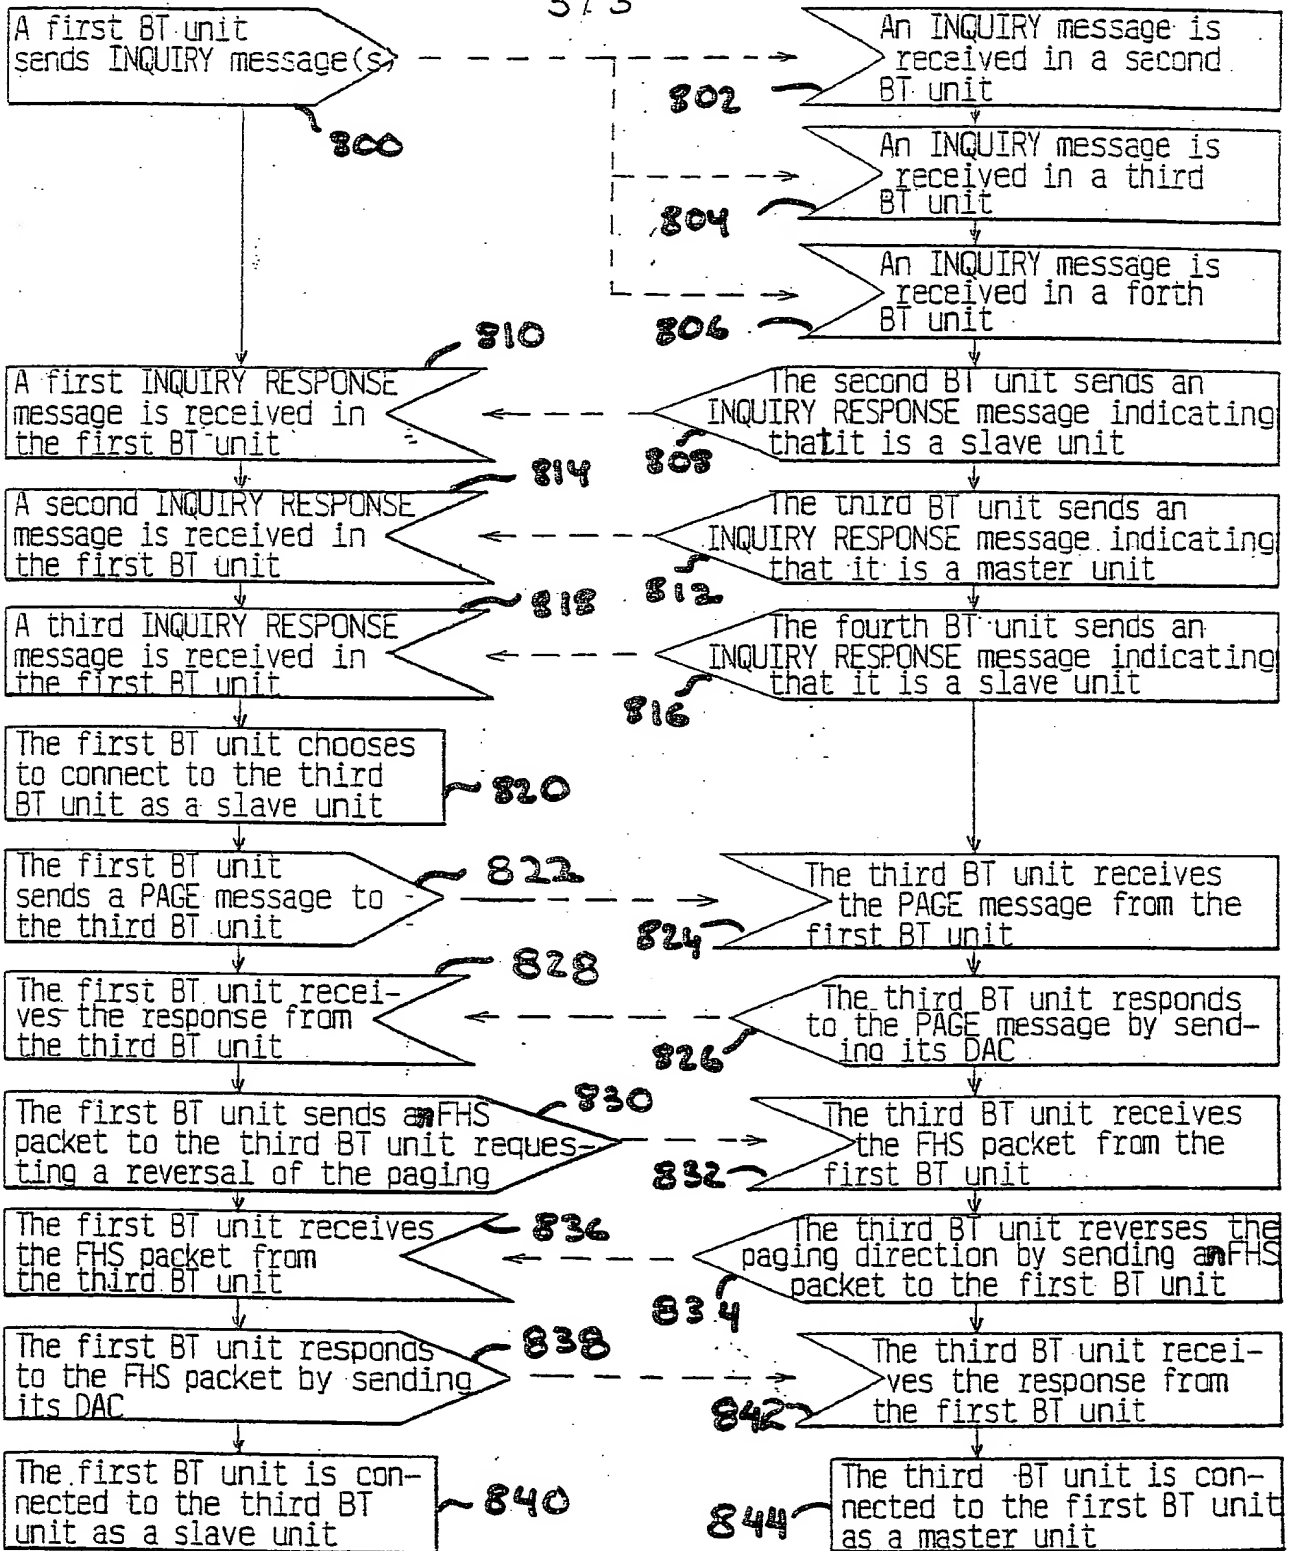 5/5
A first BT unit
sends INQUIRY message(s)
800
An INQUIRY message is
received in a second
BT unit
802
An INQUIRY message is
received in a third
BT unit
804
An INQUIRY message is
received in a forth
BT unit
806
810
A first INQUIRY RESPONSE
message is received in
the first BT unit
The second BT unit sends an
INQUIRY RESPONSE message indicating
that it is a slave unit
808
814
A second INQUIRY RESPONSE
message is received in
the first BT unit
The third BT unit sends an
INQUIRY RESPONSE message indicating
that it is a master unit
812
818
A third INQUIRY RESPONSE
message is received in
the first BT unit
The fourth BT unit sends an
INQUIRY RESPONSE message indicating
that it is a slave unit
816
The first BT unit chooses
to connect to the third
BT unit as a slave unit
820
The first BT unit
sends a PAGE message to
the third BT unit
822
The third BT unit receives
the PAGE message from the
first BT unit
824
828
The first BT unit recei-
ves the response from
the third BT unit
The third BT unit responds
to the PAGE message by send-
ing its DAC
826
830
The first BT unit sends an FHS
packet to the third BT unit reques-
ting a reversal of the paging
The third BT unit receives
the FHS packet from the
first BT unit
832
The first BT unit receives
the FHS packet from
the third BT unit
836
The third BT unit reverses the
paging direction by sending an FHS
packet to the first BT unit
834
The first BT unit responds
to the FHS packet by sending
its DAC
838
The third BT unit recei-
ves the response from
the first BT unit
842
The first BT unit is con-
nected to the third BT
unit as a slave unit
840
The third BT unit is con-
nected to the first BT unit
as a master unit
844